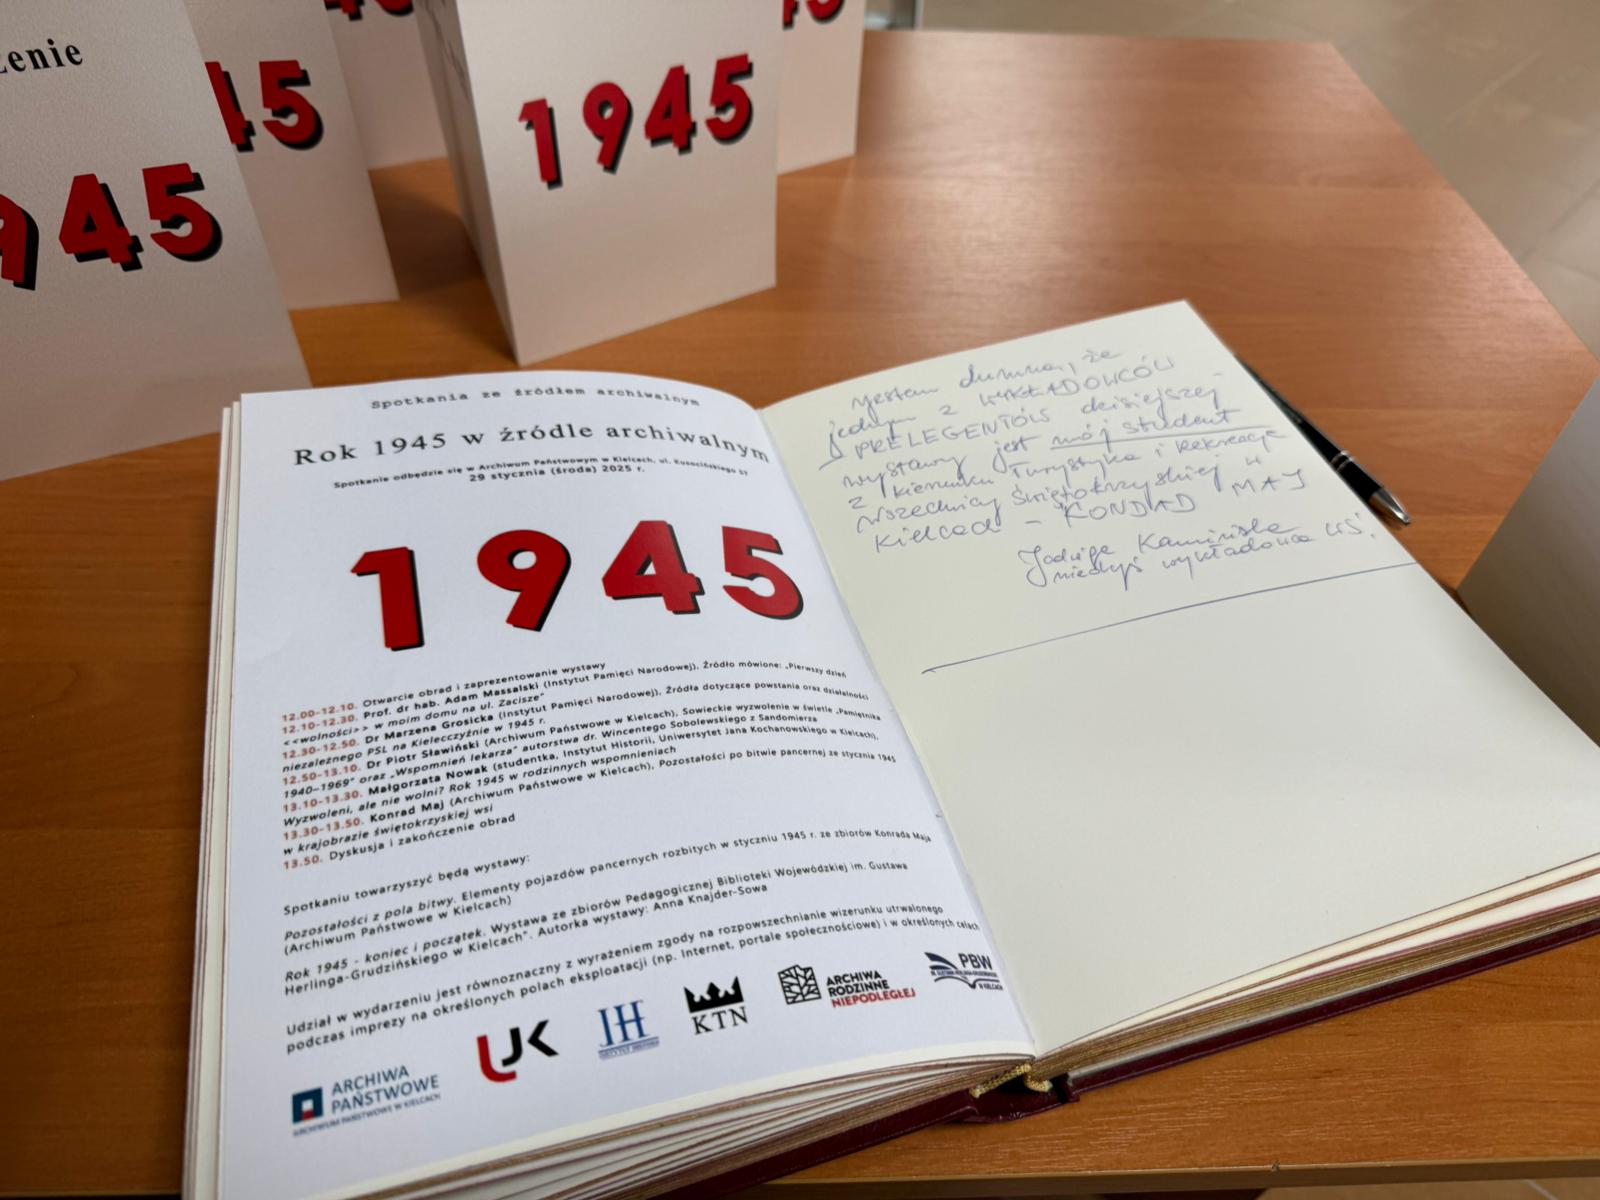 żenie
45
945
45
1945
45
Spotkania ze źródłem archiwalnym
Rok 1945 w źródle archiwalnym
Spotkanie odbędzie się w Archiwum Państwowym w Kielcach, ul. Kusocińskiego 57
29 stycznia (środa) 2025 r.
1945
12.00-12.10. Otwarcie obrad i zaprezentowanie wystawy
12.10-12.30. Prof. dr hab. Adam Massalski (Instytut Pamięci Narodowej), Źródło mówione: „Pierwszy dzień
<<wolności>> w moim domu na ul. Zacisze"
12.30-12.50. Dr Marzena Grosicka (Instytut Pamięci Narodowej), Źródła dotyczące powstania oraz działalności
niezależnego PSL na Kielecczyźnie w 1945 r.
12.50-13.10. Dr Piotr Sławiński (Archiwum Państwowe w Kielcach), Sowieckie wyzwolenie w świetle „Pamiętnika
1940-1969" oraz „Wspomnień lekarza" autorstwa dr. Wincentego Sobolewskiego z Sandomierza
13.10-13.30. Małgorzata Nowak (studentka, Instytut Historii, Uniwersytet Jana Kochanowskiego w Kielcach),
Wyzwoleni, ale nie wolni? Rok 1945 w rodzinnych wspomnieniach
13.30-13.50. Konrad Maj (Archiwum Państwowe w Kielcach), Pozostałości po bitwie pancernej ze stycznia 1945
w krajobrazie świętokrzyskiej wsi
13.50. Dyskusja i zakończenie obrad
Spotkaniu towarzyszyć będą wystawy:
Pozostałości z pola bitwy. Elementy pojazdów pancernych rozbitych w styczniu 1945 r. ze zbiorów Konrada Maja
(Archiwum Państwowe w Kielcach)
Rok 1945 - koniec i początek. Wystawa ze zbiorów Pedagogicznej Biblioteki Wojewódzkiej im. Gustawa
Herlinga-Grudzińskiego w Kielcach". Autorka wystawy: Anna Knajder-Sowa
Udział w wydarzeniu jest równoznaczny z wyrażeniem zgody na rozpowszechnianie wizerunku utrwalonego
podczas imprezy na określonych polach eksploatacji (np. Internet, portale społecznościowe) i w określonych celach
ARCHIWA
PAŃSTWOWE
ARCHIWUM PAŃSTWOWE W KIELCACH
UJK
IH
INSTYTUT HISTORII
KTN
ARCHIWA
RODZINNE
NIEPODLEGŁEJ
PBW
W KIELCACH
Jestem dumna, że
jednym z WYKŁADOWCÓW
PRELEGENTÓW dzisiejszej
wystawy jest mój student
z kierunku Turystyka i Rekreacja
Wszechnicy Świętokrzyskiej w
Kielcach - KONRAD MAJ
Jadwiga Kamińska
niedyś wykładowca WŚ.